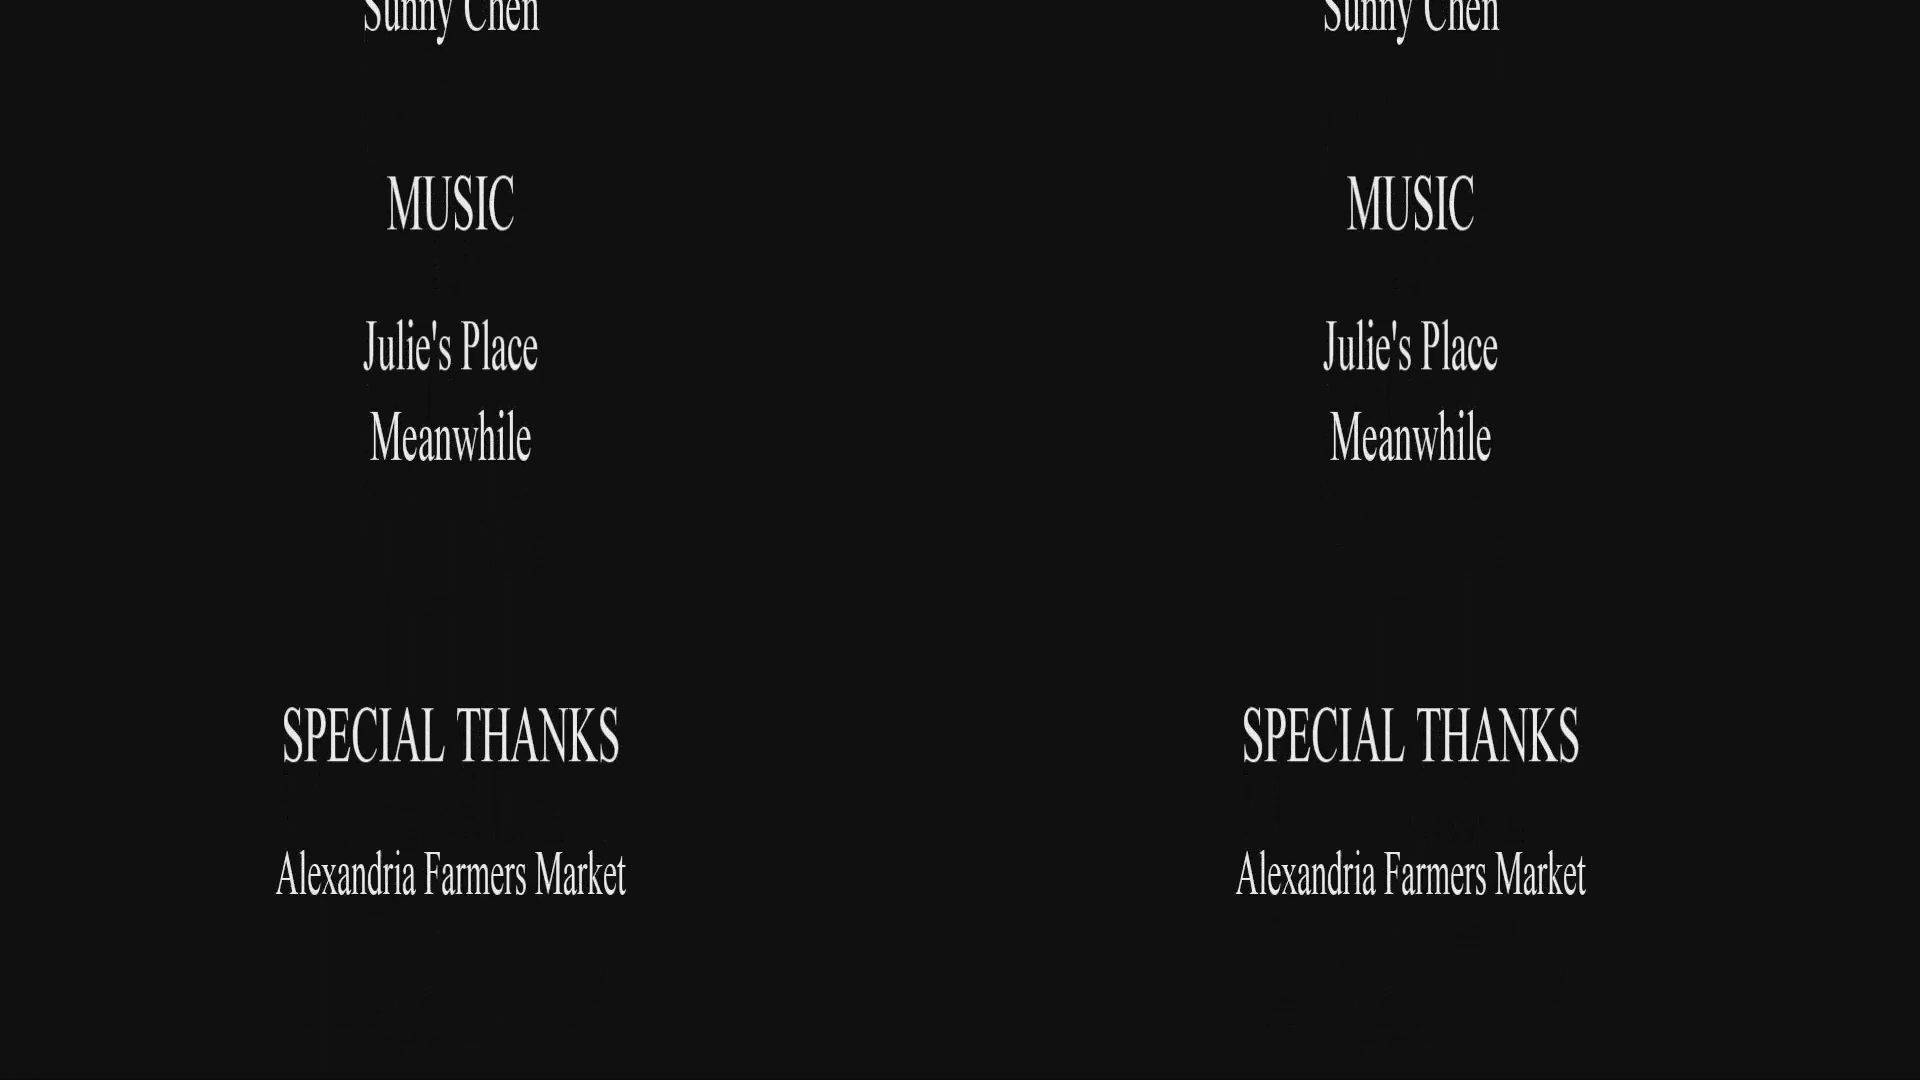 Sunny Chen
MUSIC
Julie's Place
Meanwhile
SPECIAL THANKS
Alexandria Farmers Market
Sunny Chen
MUSIC
Julie's Place
Meanwhile
SPECIAL THANKS
Alexandria Farmers Market